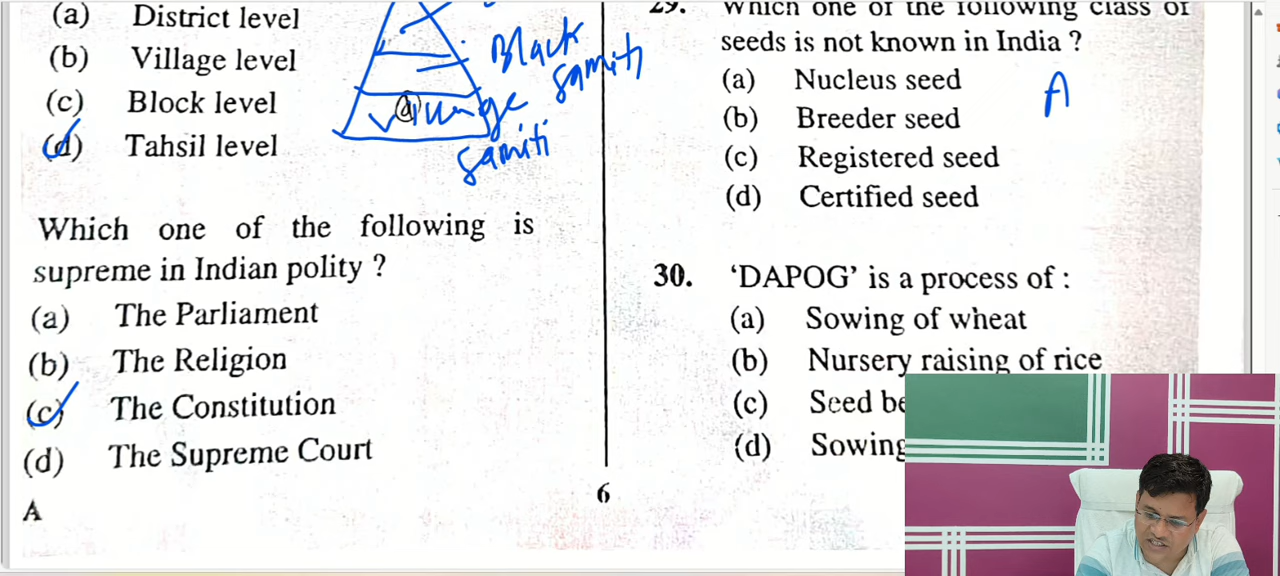 (a) District level
(b) Village level
(c) Block level
(d) Tahsil level
Black
samiti
village
samiti
Which one of the following is
supreme in Indian polity ?
(a) The Parliament
(b) The Religion
(c) The Constitution
(d) The Supreme Court
A
6
29. Which one of the following class of
seeds is not known in India ?
(a) Nucleus seed
(b) Breeder seed
(c) Registered seed
(d) Certified seed
A
30. ‘DAPOG’ is a process of :
(a) Sowing of wheat
(b) Nursery raising of rice
(c) Seed be
(d) Sowing